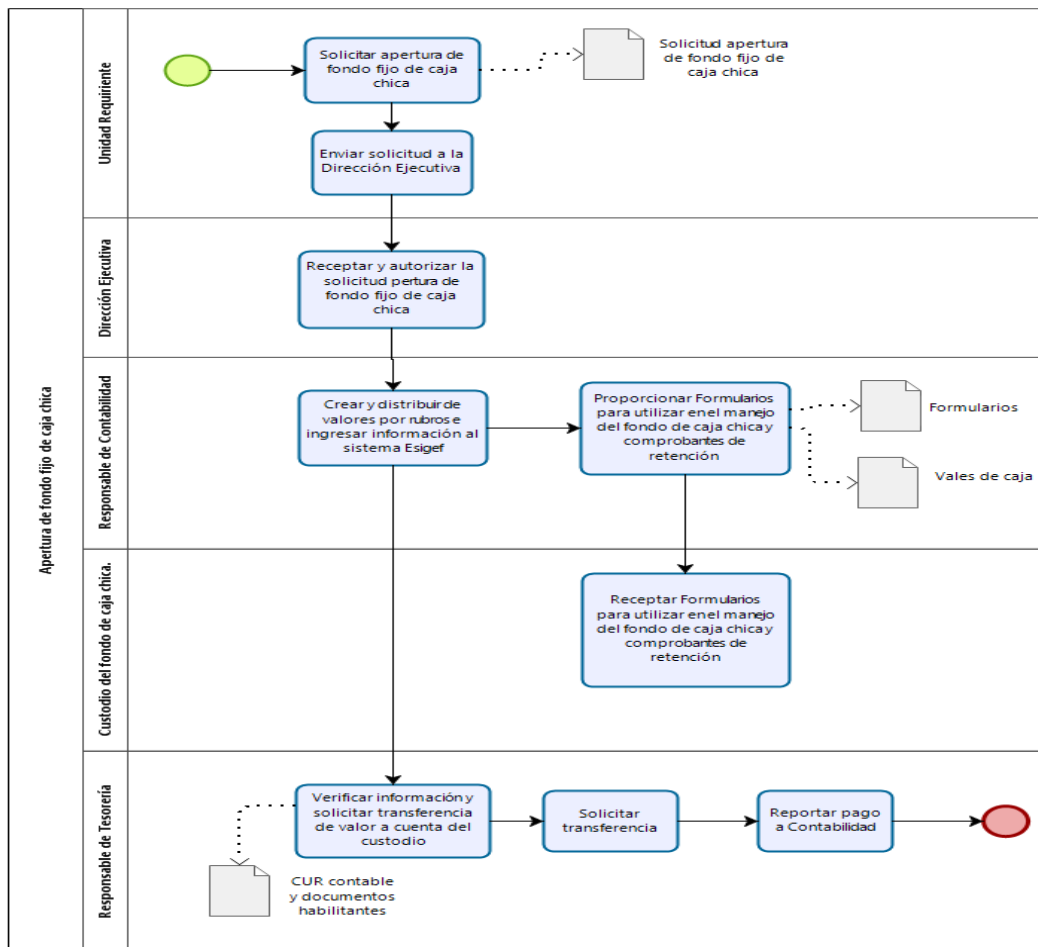 Apertura de fondo fijo de caja chica
Unidad Requiriente
Solicitar apertura de
fondo fijo de caja
chica
Solicitud apertura
de fondo fijo de
caja chica
Enviar solicitud a la
Dirección Ejecutiva
Dirección Ejecutiva
Receptar y autorizar la
solicitud pertura de
fondo fijo de caja
chica
Responsable de Contabilidad
Crear y distribuir de
valores por rubros e
ingresar información al
sistema Esigef
Proporcionar Formularios
para utilizar en el manejo
del fondo de caja chica y
comprobantes de
retención
Formularios
Vales de caja
Custodio del fondo de caja chica.
Receptar Formularios
para utilizar en el manejo
del fondo de caja chica y
comprobantes de
retención
Responsable de Tesorería
Verificar información y
solicitar transferencia
de valor a cuenta del
custodio
Solicitar
transferencia
Reportar pago
a Contabilidad
CUR contable
y documentos
habilitantes